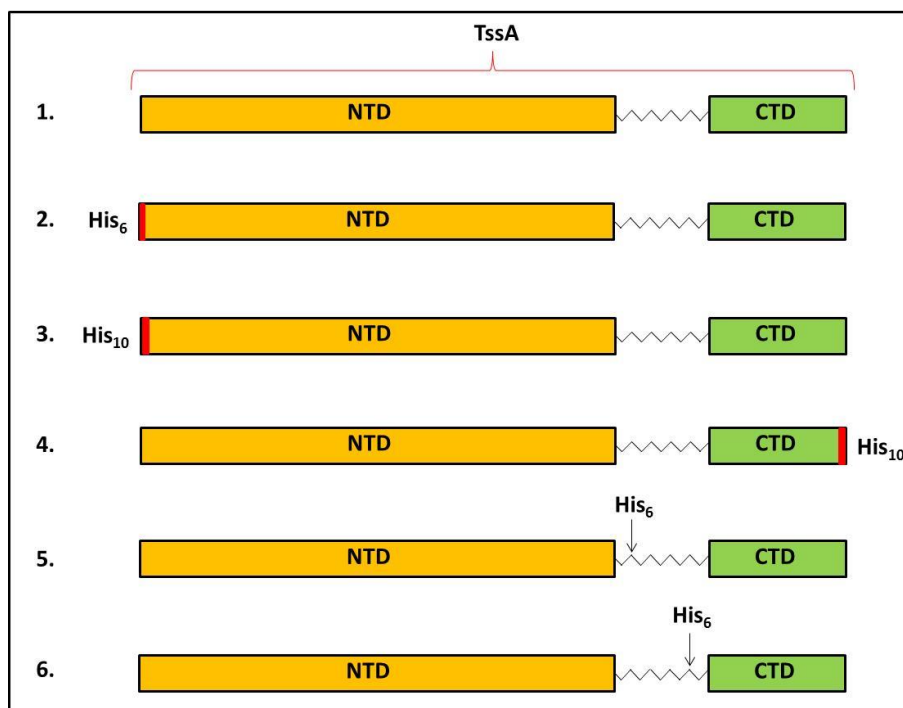 TssA
1. NTD CTD
2. His₆ NTD CTD
3. His₁₀ NTD CTD
4. NTD CTD His₁₀
His₆
5. NTD CTD
His₆
6. NTD CTD